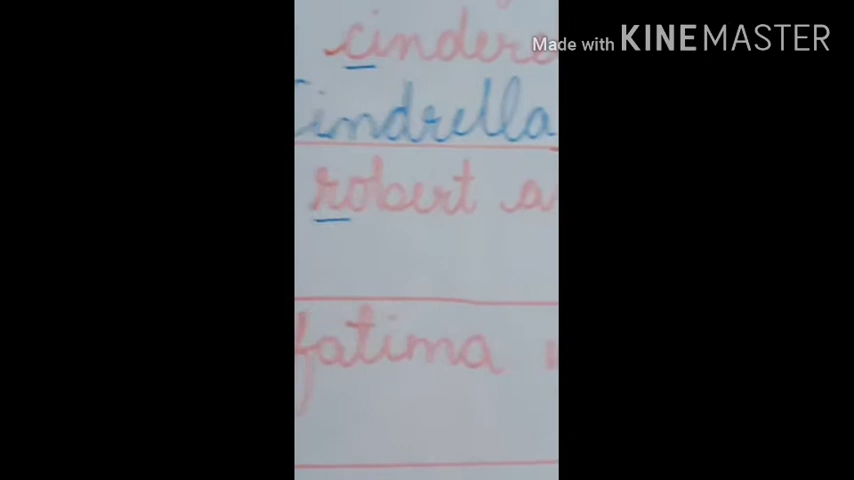 cindere
Made with KINEMASTER
Cindrella
robert a
fatima